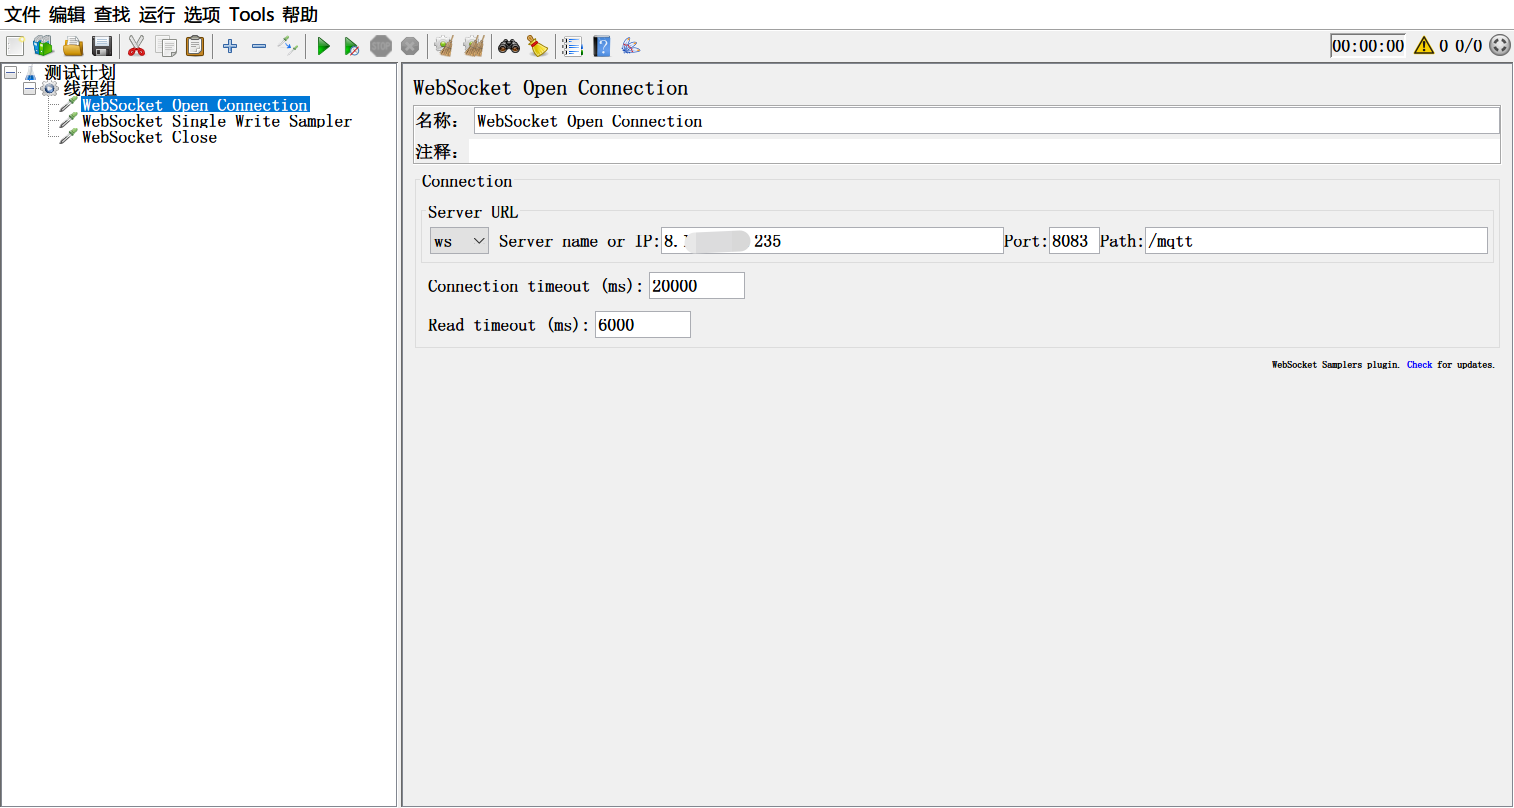 文件 编辑 查找 运行 选项 Tools 帮助
00:00:00 0 0/0
测试计划
线程组
WebSocket Open Connection
WebSocket Single Write Sampler
WebSocket Close
WebSocket Open Connection
名称: WebSocket Open Connection
注释:
Connection
Server URL
ws Server name or IP: 8. 235 Port: 8083 Path: /mqtt
Connection timeout (ms): 20000
Read timeout (ms): 6000
WebSocket Samplers plugin. Check for updates.